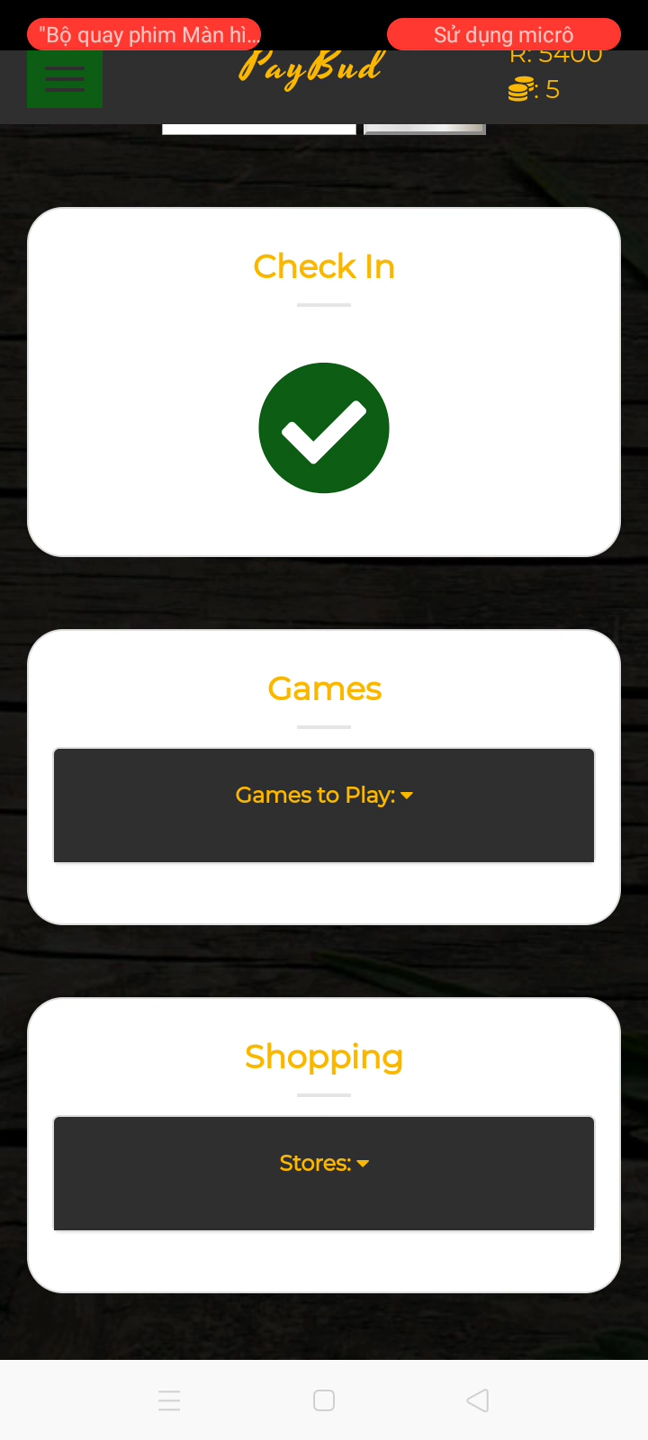 "Bộ quay phim Màn hì...
Sử dụng micrô
PayBud
R: 5400
: 5
Check In
Games
Games to Play:
Shopping
Stores: